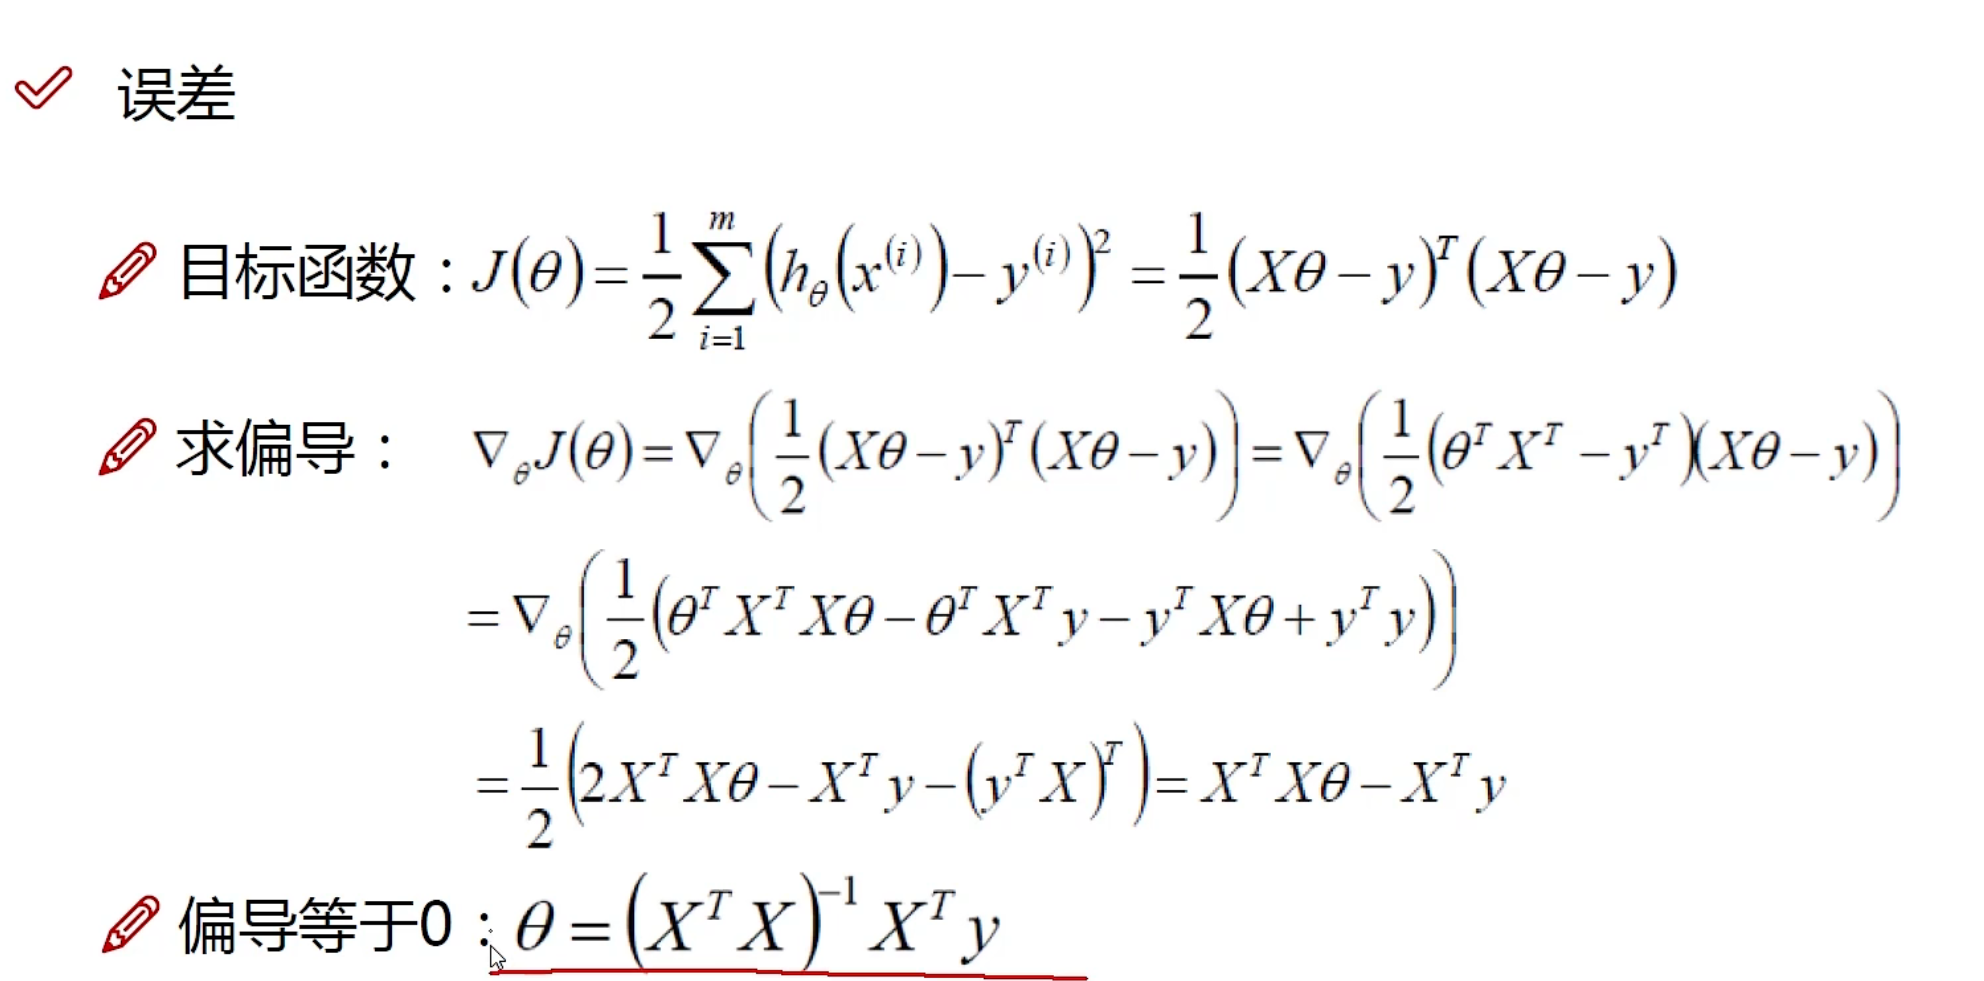 误差
目标函数：J(θ) = 1/2 ∑_{i=1}^{m} (h_θ(x^{(i)}) − y^{(i)})^2 = 1/2 (Xθ − y)^T (Xθ − y)
求偏导： ∇_θ J(θ) = ∇_θ (1/2 (Xθ − y)^T (Xθ − y)) = ∇_θ (1/2 (θ^T X^T − y^T)(Xθ − y))
= ∇_θ (1/2 (θ^T X^T Xθ − θ^T X^T y − y^T Xθ + y^T y))
= 1/2 (2X^T Xθ − X^T y − (y^T X)^T) = X^T Xθ − X^T y
偏导等于0：θ = (X^T X)^{−1} X^T y